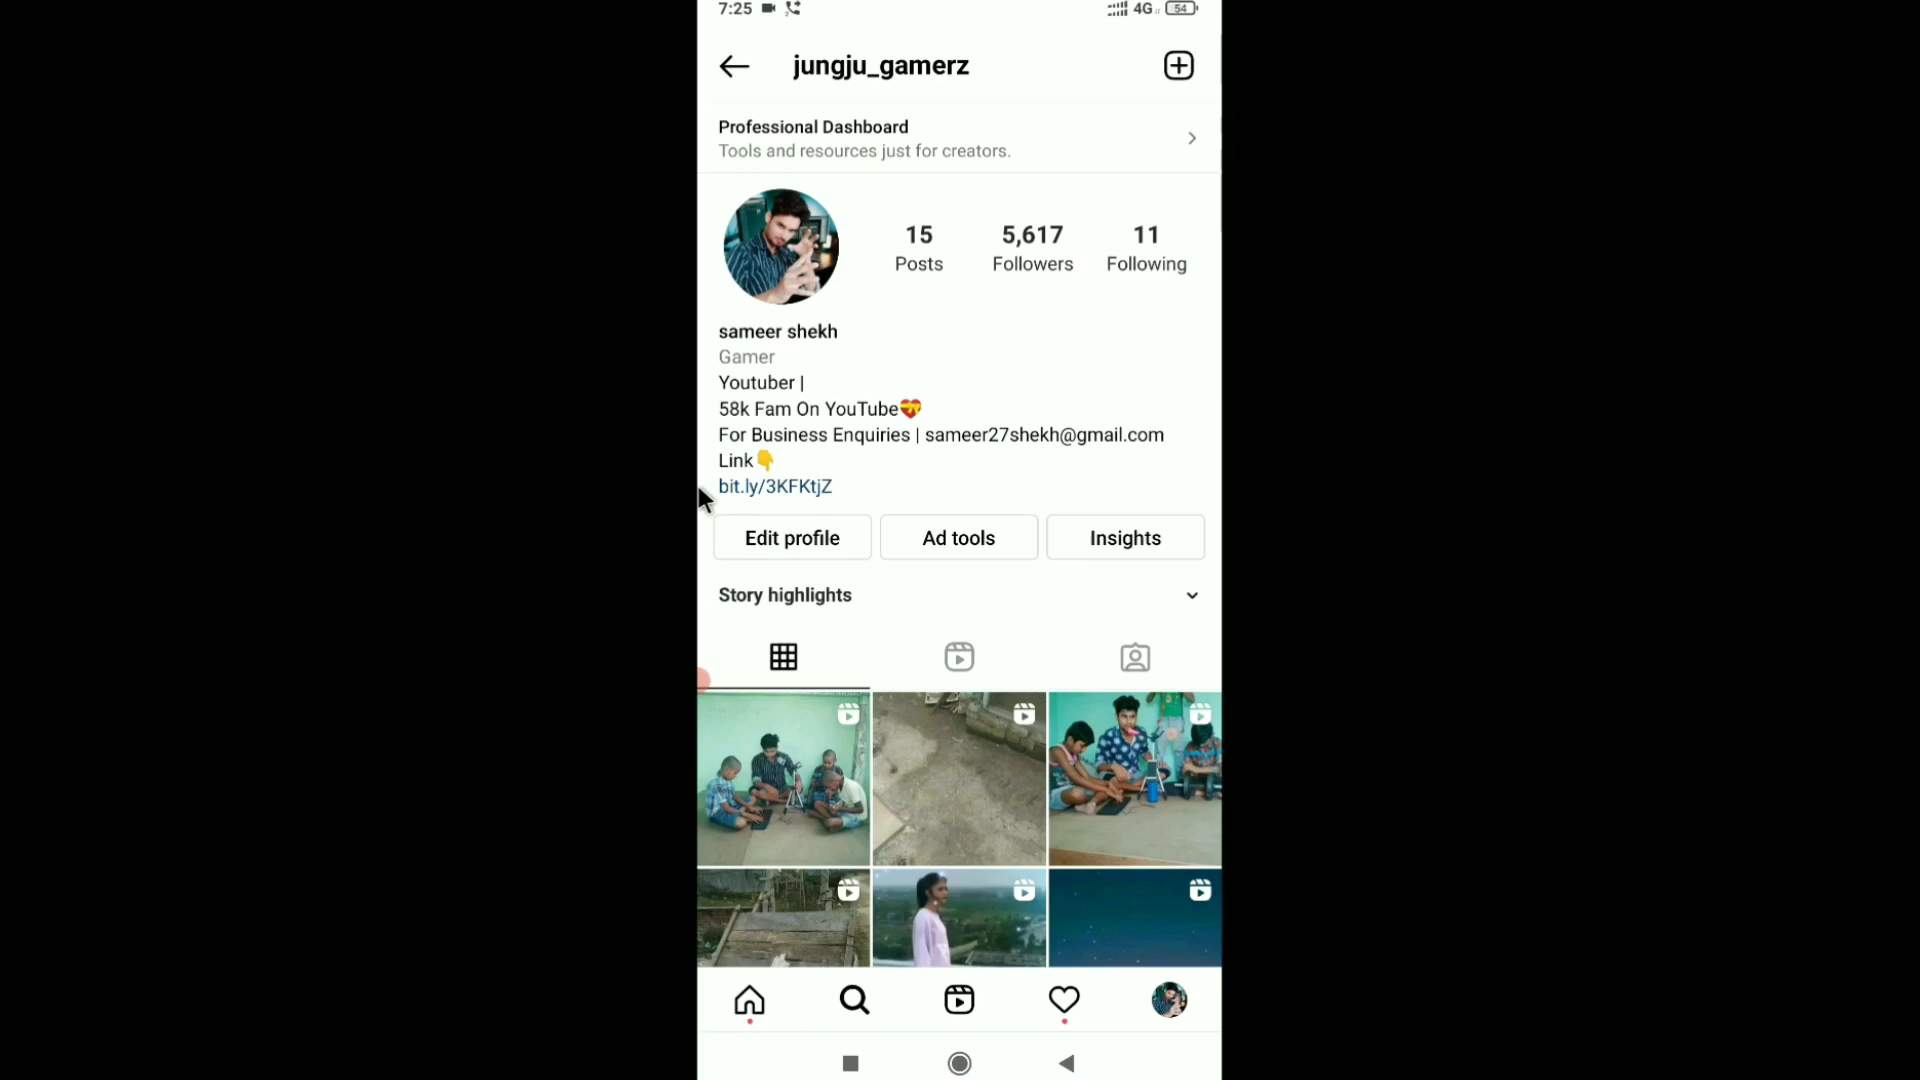 7:25
4G 54
jungju_gamerz
Professional Dashboard
Tools and resources just for creators.
15 5,617 11
Posts Followers Following
sameer shekh
Gamer
Youtuber |
58k Fam On YouTube💝
For Business Enquiries | sameer27shekh@gmail.com
Link👇
bit.ly/3KFKtjZ
Edit profile Ad tools Insights
Story highlights